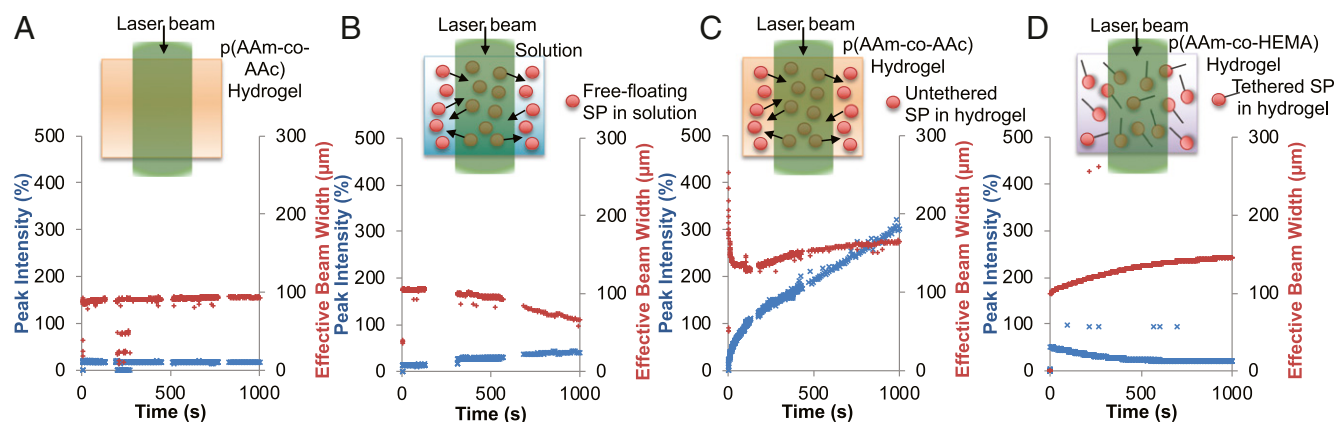 A
Laser beam
p(AAm-co-
AAc)
Hydrogel
500
400
300
200
100
0
Peak Intensity (%)
300
200
100
0
Effective Beam Width (µm)
0
500
1000
Time (s)
B
Laser beam
Solution
Free-floating
SP in solution
500
400
300
200
100
0
Peak Intensity (%)
300
200
100
0
Effective Beam Width (µm)
0
500
1000
Time (s)
C
Laser beam
p(AAm-co-AAc)
Hydrogel
Untethered
SP in hydrogel
500
400
300
200
100
0
Peak Intensity (%)
300
200
100
0
Effective Beam Width (µm)
0
500
1000
Time (s)
D
Laser beam
p(AAm-co-HEMA)
Hydrogel
Tethered SP
in hydrogel
500
400
300
200
100
0
Peak Intensity (%)
300
200
100
0
Effective Beam Width (µm)
0
500
1000
Time (s)